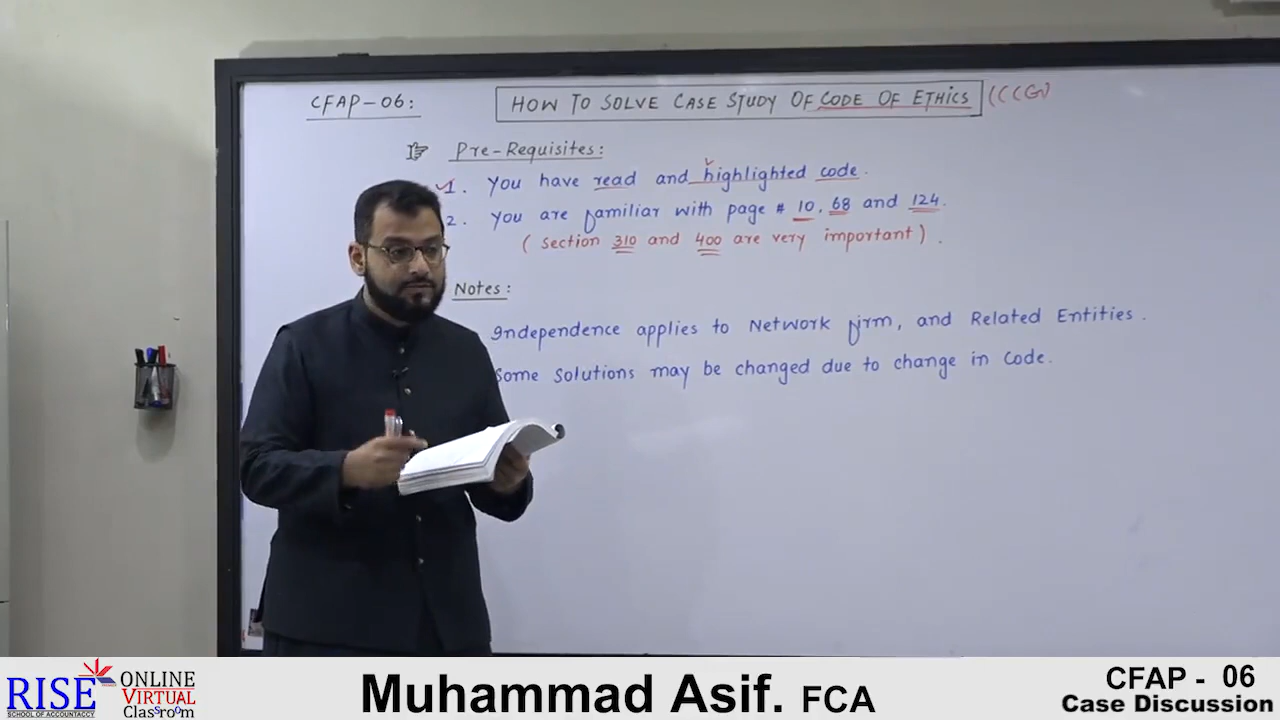 CFAP-06:
HOW TO SOLVE CASE STUDY OF CODE OF ETHICS
Pre-Requisites:
1. You have read and highlighted code.
2. You are familiar with page # 10, 68 and 124.
(section 310 and 400 are very important).
Notes:
Independence applies to Network firm, and Related Entities.
Some solutions may be changed due to change in code.
RISE
SCHOOL OF ACCOUNTANCY
ONLINE
VIRTUAL
Classroom
Muhammad Asif. FCA
CFAP - 06
Case Discussion